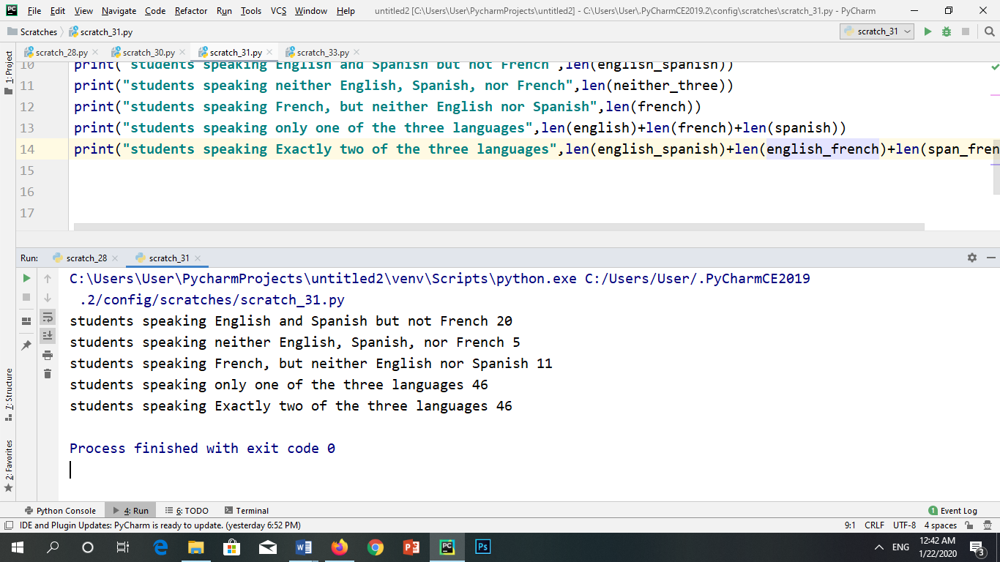 File Edit View Navigate Code Refactor Run Tools VCS Window Help untitled2 [C:\Users\User\PycharmProjects\untitled2] - C:\Users\User\.PyCharmCE2019.2\config\scratches\scratch_31.py - PyCharm
Scratches scratch_31.py scratch_31
scratch_28.py scratch_30.py scratch_31.py scratch_33.py
1: Project
10 print("students speaking English and Spanish but not French",len(english_spanish))
11 print("students speaking neither English, Spanish, nor French",len(neither_three))
12 print("students speaking French, but neither English nor Spanish",len(french))
13 print("students speaking only one of the three languages",len(english)+len(french)+len(spanish))
14 print("students speaking Exactly two of the three languages",len(english_spanish)+len(english_french)+len(span_fren
15
16
17
Run: scratch_28 scratch_31
C:\Users\User\PycharmProjects\untitled2\venv\Scripts\python.exe C:/Users/User/.PyCharmCE2019
.2/config/scratches/scratch_31.py
students speaking English and Spanish but not French 20
students speaking neither English, Spanish, nor French 5
students speaking French, but neither English nor Spanish 11
students speaking only one of the three languages 46
students speaking Exactly two of the three languages 46
Process finished with exit code 0
7: Structure
2: Favorites
Python Console 4: Run 6: TODO Terminal 1 Event Log
IDE and Plugin Updates: PyCharm is ready to update. (yesterday 6:52 PM) 9:1 CRLF UTF-8 4 spaces
ENG 12:42 AM
1/22/2020 3